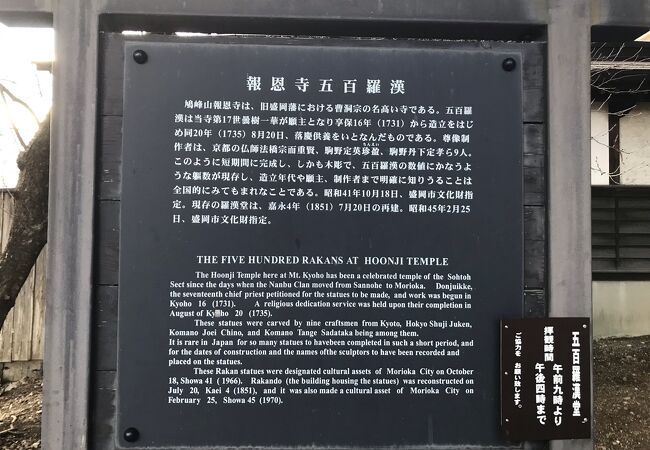 報恩寺五百羅漢
鳩峰山報恩寺は、旧盛岡藩における曹洞宗の名高い寺である。五百羅
漢は当寺第17世曇樹一華が願主となり享保16年（1731）から造立をはじ
め同20年（1735）8月20日、落慶供養をいとなんだものである。尊像制
作者は、京都の仏師法橋宗而重賢、駒野定英珍盈、駒野丹下定孝ら9人。
このように短期間に完成し、しかも木彫で、五百羅漢の数値にかなうよう
な駆数が現存し、造立年代や願主、制作者まで明確に知りうることは
全国的にみてもまれなことである。昭和41年10月18日、盛岡市文化財指
定。現存の羅漢堂は、嘉永4年（1851）7月20日の再建。昭和45年2月25
日、盛岡市文化財指定。
THE FIVE HUNDRED RAKANS AT HOONJI TEMPLE
The Hoonji Temple here at Mt. Kyoho has been a celebrated temple of the Sohtoh
Sect since the days when the Nanbu Clan moved from Sannohe to Morioka. Donjuikke,
the seventeenth chief priest petitioned for the statues to be made, and work was begun in
Kyoho 16 (1731). A religious dedication service was held upon their completion in
August of Kyoho 20 (1735).
These statues were carved by nine craftsmen from Kyoto, Hokyo Shuji Juken,
Komano Joei Chino, and Komano Tange Sadataka being among them.
It is rare in Japan for so many statues to havebeen completed in such a short period, and
for the dates of construction and the names ofthe sculptors to have been recorded and
placed on the statues.
These Rakan statues were designated cultural assets of Morioka City on October
18, Showa 41 (1966). Rakando (the building housing the statues) was reconstructed on
July 20, Kaei 4 (1851), and it was also made a cultural asset of Morioka City on
February 25, Showa 45 (1970).
五百羅漢堂
拝観時間 午前九時より
午後四時まで
ご協力を お願い致します。